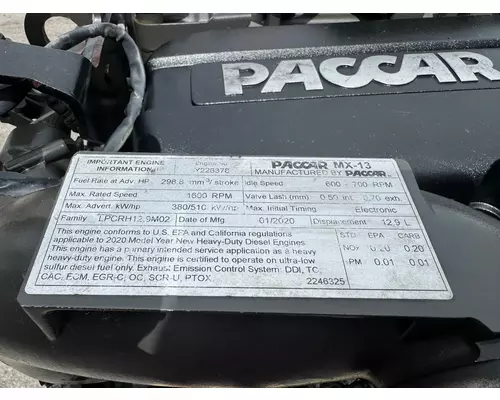 PACCAR
MX-13
IMPORTANT ENGINE INFORMATION
Engine No.
PACCAR MX-13
MANUFACTURED BY PACCAR
Fuel Rate at Adv. HP 298.8 mm³/stroke Idle Speed 600 - 700 RPM
Max. Rated Speed 1600 RPM Valve Lash (mm) 0.50 int. 0.70 exh.
Max. Advert. kW/hp 380/510 kW/hp Max. Initial Timing Electronic
Family LPCRH12.9M02 Date of Mfg 01/2020 Displacement 12,9 L
This engine conforms to U.S. EPA and California regulations
applicable to 2020 Model Year New Heavy-Duty Diesel Engines
This engine has a primary intended service application as a heavy
heavy-duty engine. This engine is certified to operate on ultra-low
sulfur diesel fuel only. Exhaust Emission Control System: DDI, TC,
CAC, ECM, EGR-C, OC, SCR-U, PTOX.
2246325
STD EPA CARB
NOx 0.20 0.20
PM 0.01 0.01